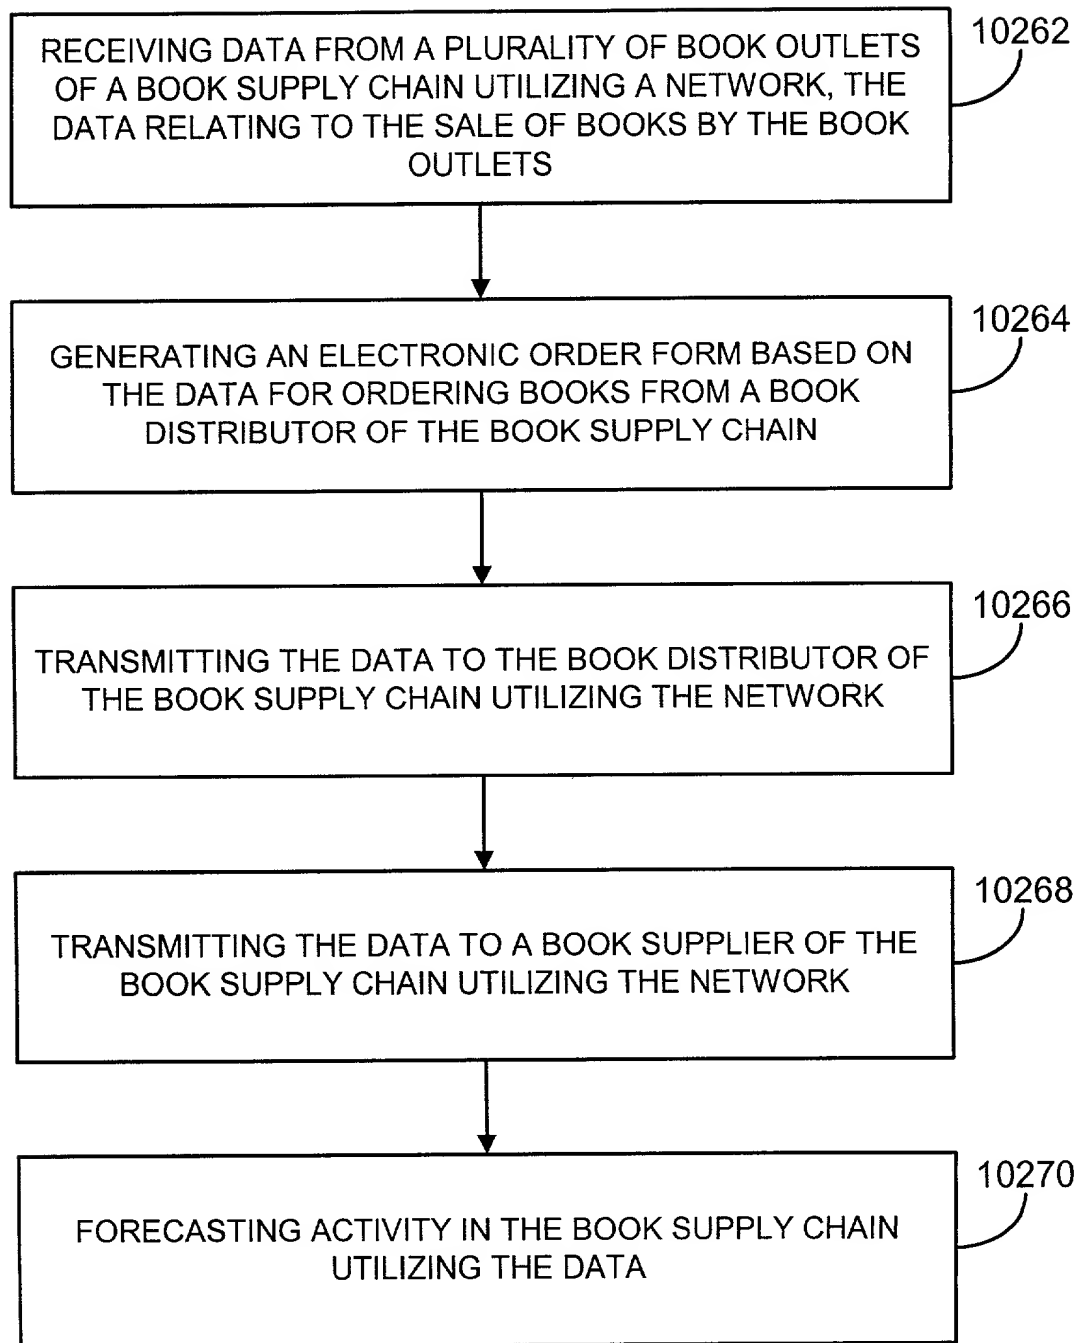 RECEIVING DATA FROM A PLURALITY OF BOOK OUTLETS
OF A BOOK SUPPLY CHAIN UTILIZING A NETWORK, THE
DATA RELATING TO THE SALE OF BOOKS BY THE BOOK
OUTLETS
10262
GENERATING AN ELECTRONIC ORDER FORM BASED ON
THE DATA FOR ORDERING BOOKS FROM A BOOK
DISTRIBUTOR OF THE BOOK SUPPLY CHAIN
10264
TRANSMITTING THE DATA TO THE BOOK DISTRIBUTOR OF
THE BOOK SUPPLY CHAIN UTILIZING THE NETWORK
10266
TRANSMITTING THE DATA TO A BOOK SUPPLIER OF THE
BOOK SUPPLY CHAIN UTILIZING THE NETWORK
10268
FORECASTING ACTIVITY IN THE BOOK SUPPLY CHAIN
UTILIZING THE DATA
10270